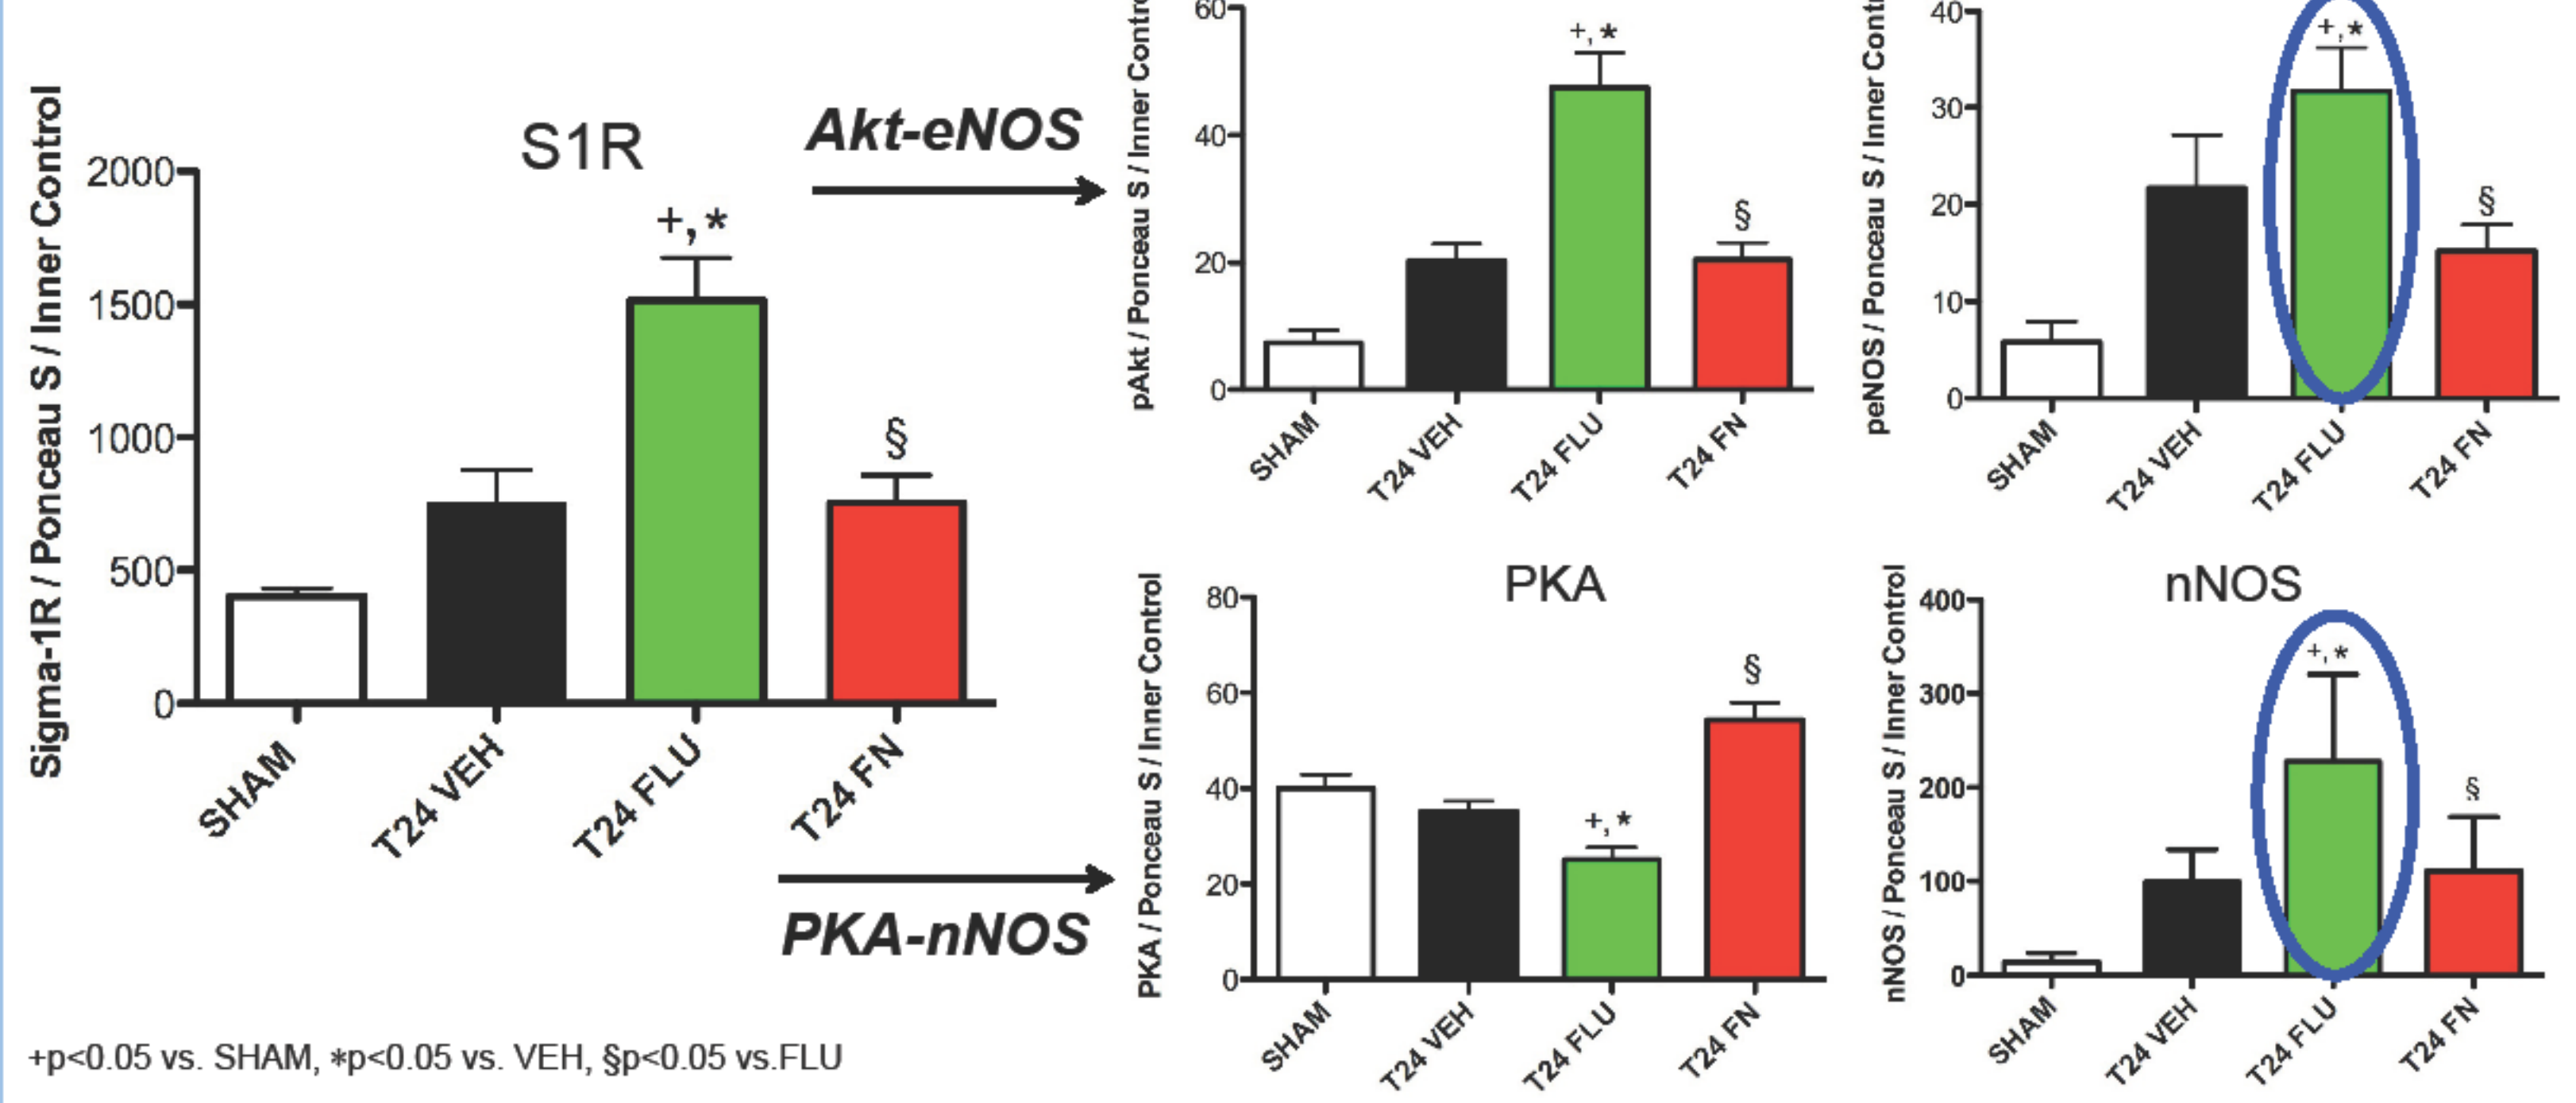 Sigma-1R / Ponceau S / Inner Control
S1R
2000
1500
1000
500
0
+,*
§
SHAM
T24 VEH
T24 FLU
T24 FN
Akt-eNOS
PKA-nNOS
pAkt / Ponceau S / Inner
60
40
20
0
+,*
§
SHAM
T24 VEH
T24 FLU
T24 FN
peNOS / Ponceau S / Inner
40
30
20
10
0
+,*
§
SHAM
T24 VEH
T24 FLU
T24 FN
PKA / Ponceau S / Inner Control
PKA
80
60
40
20
0
+,*
§
SHAM
T24 VEH
T24 FLU
T24 FN
nNOS / Ponceau S / Inner Control
nNOS
400
300
200
100
0
+,*
§
SHAM
T24 VEH
T24 FLU
T24 FN
+p<0.05 vs. SHAM, *p<0.05 vs. VEH, §p<0.05 vs.FLU